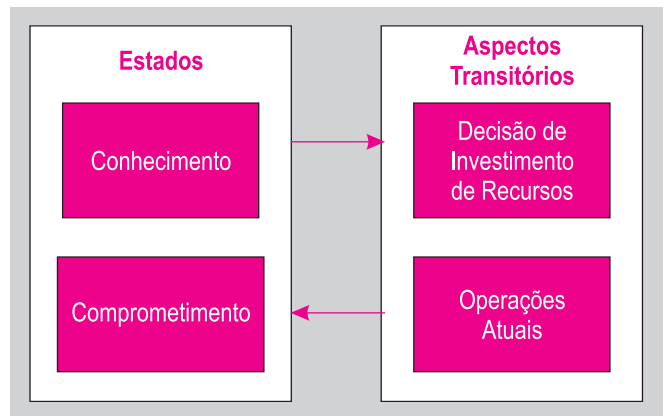 Estados
Conhecimento
Comprometimento
Aspectos
Transitórios
Decisão de
Investimento
de Recursos
Operações
Atuais